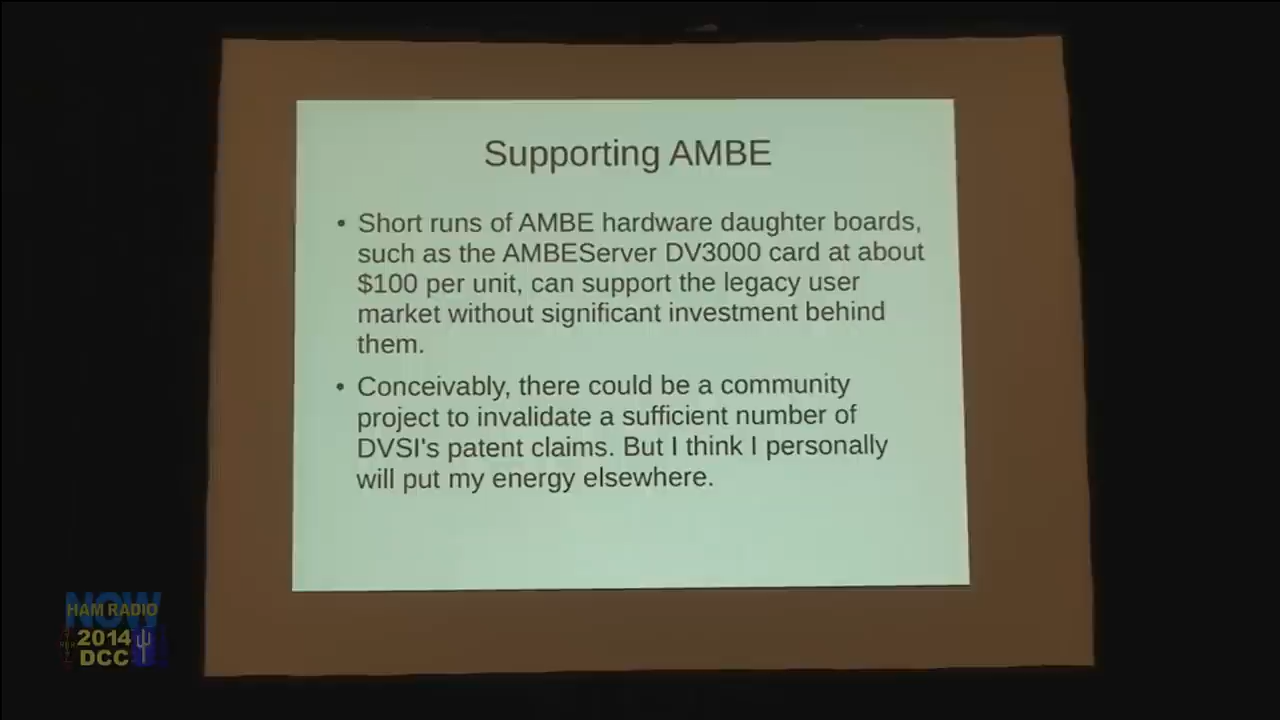 Supporting AMBE
• Short runs of AMBE hardware daughter boards,
such as the AMBEServer DV3000 card at about
$100 per unit, can support the legacy user
market without significant investment behind
them.
• Conceivably, there could be a community
project to invalidate a sufficient number of
DVSI's patent claims. But I think I personally
will put my energy elsewhere.
NOW
HAM RADIO
2014
DCC